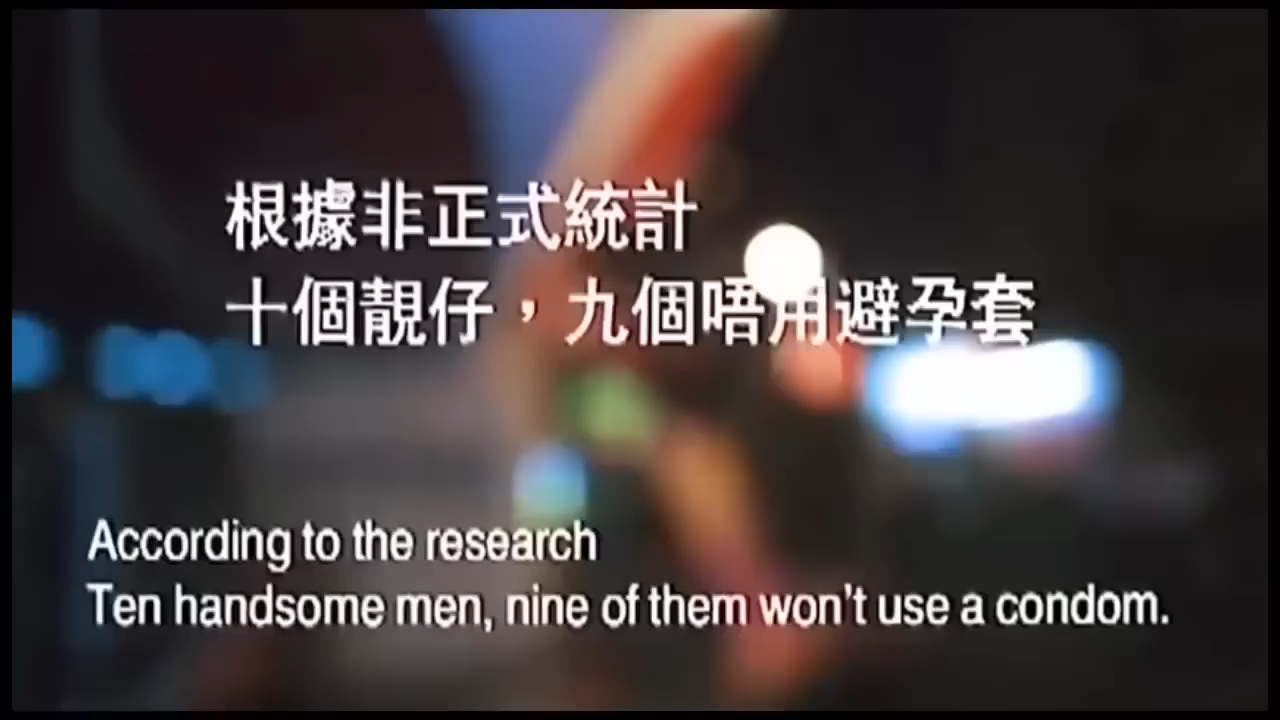 根據非正式統計
十個靚仔，九個唔用避孕套
According to the research
Ten handsome men, nine of them won't use a condom.